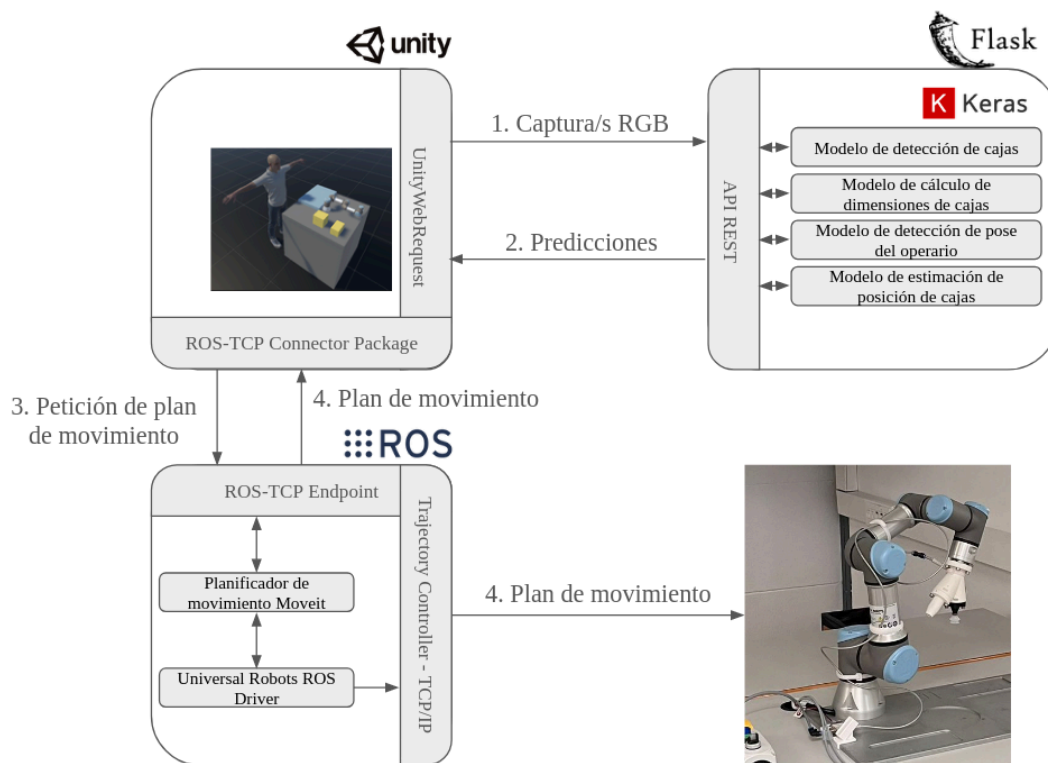 unity
Flask
Keras
K
UnityWebRequest
ROS-TCP Connector Package
1. Captura/s RGB
2. Predicciones
API REST
Modelo de detección de cajas
Modelo de cálculo de
dimensiones de cajas
Modelo de detección de pose
del operario
Modelo de estimación de
posición de cajas
3. Petición de plan
de movimiento
4. Plan de movimiento
ROS
ROS-TCP Endpoint
Planificador de
movimiento Moveit
Universal Robots ROS
Driver
Trajectory Controller - TCP/IP
4. Plan de movimiento